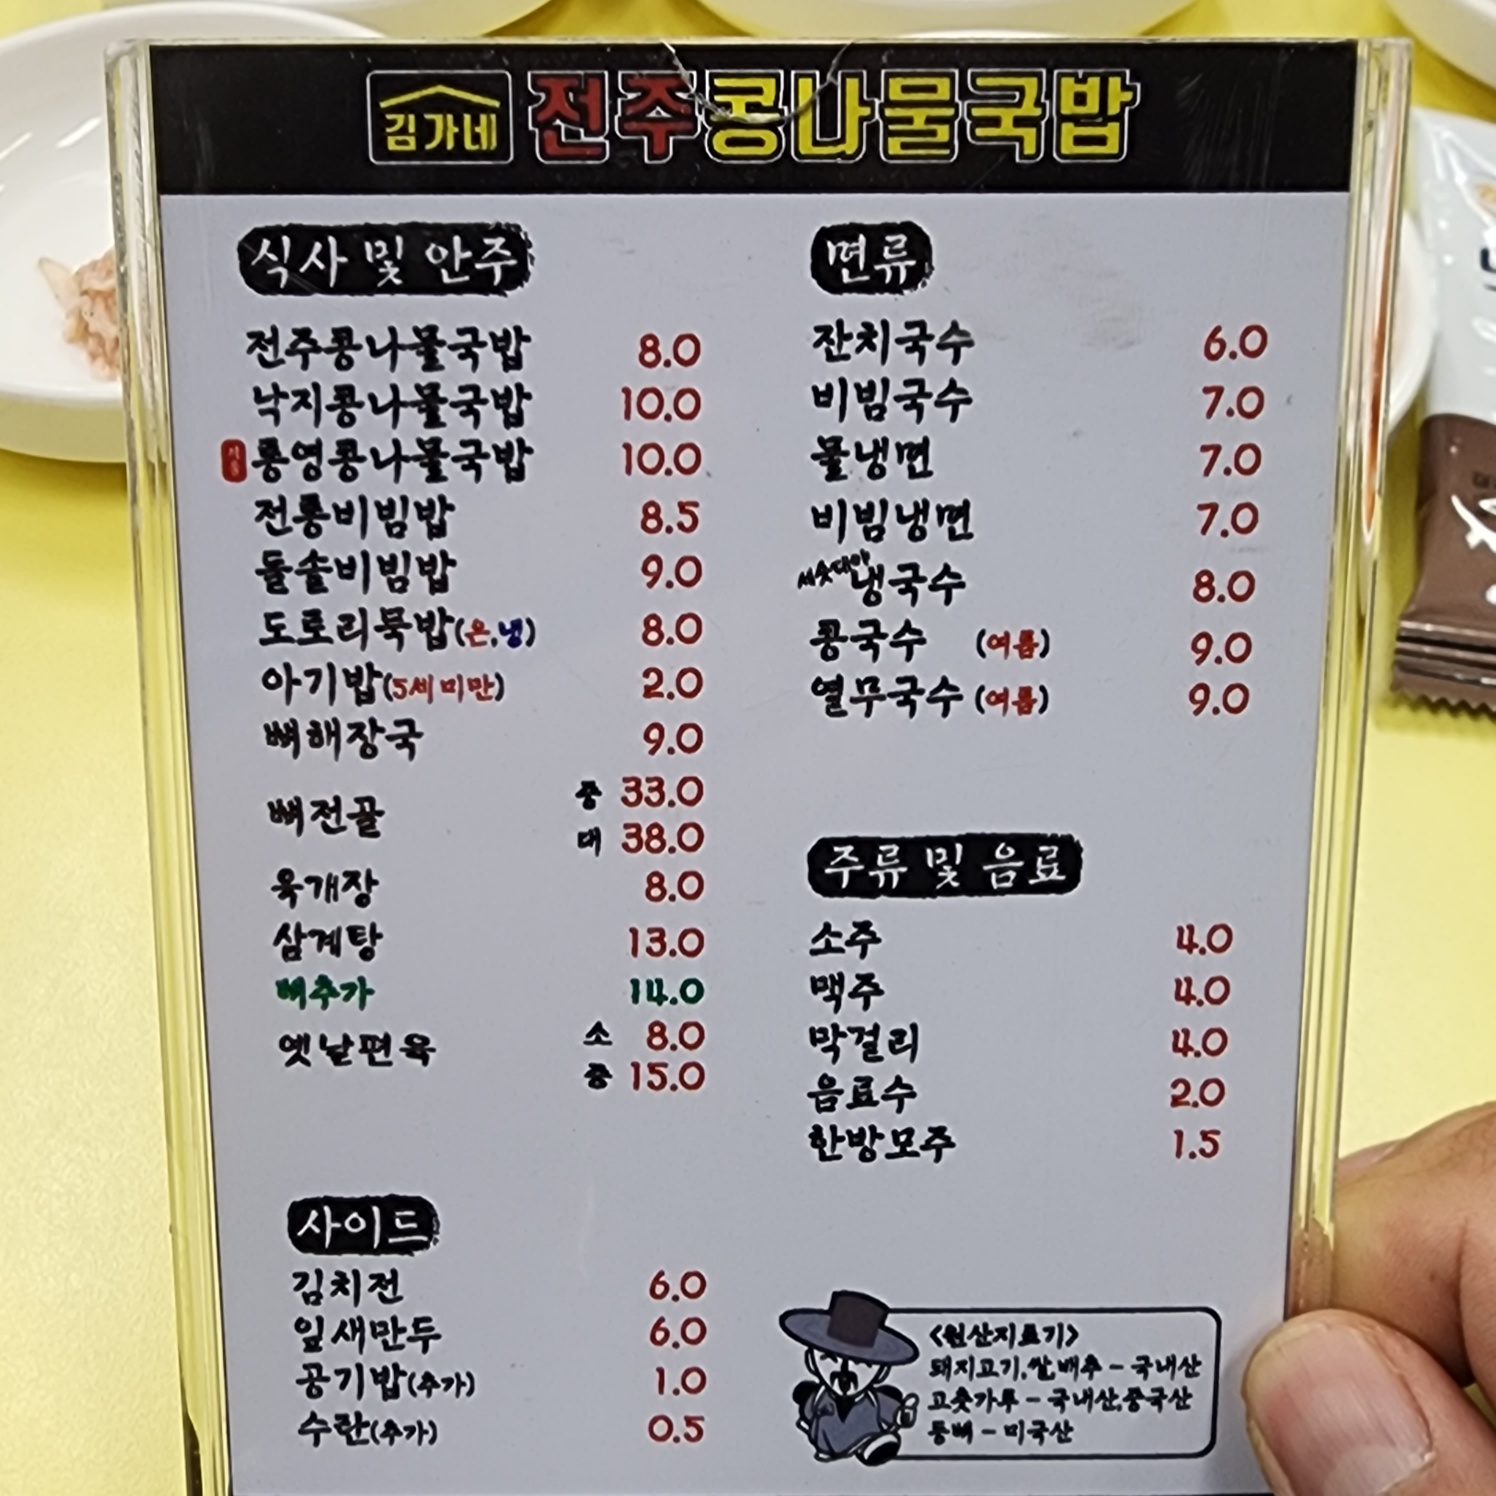 김가네 전주콩나물국밥
식사 및 안주
전주콩나물국밥 8.0
낙지콩나물국밥 10.0
통영콩나물국밥 10.0
전통비빔밥 8.5
돌솥비빔밥 9.0
도토리묵밥(온,냉) 8.0
아기밥(5세 미만) 2.0
뼈해장국 9.0
뼈전골 중 33.0
대 38.0
육개장 8.0
삼계탕 13.0
뼈추가 14.0
옛날편육 소 8.0
중 15.0
사이드
김치전 6.0
잎새만두 6.0
공기밥(추가) 1.0
수란(추가) 0.5
면류
잔치국수 6.0
비빔국수 7.0
물냉면 7.0
비빔냉면 7.0
세숫대야 냉국수 8.0
콩국수 (여름) 9.0
열무국수 (여름) 9.0
주류 및 음료
소주 4.0
맥주 4.0
막걸리 4.0
음료수 2.0
한방모주 1.5
<원산지표기>
돼지고기,쌀,배추 - 국내산
고춧가루 - 국내산,중국산
등뼈 - 미국산